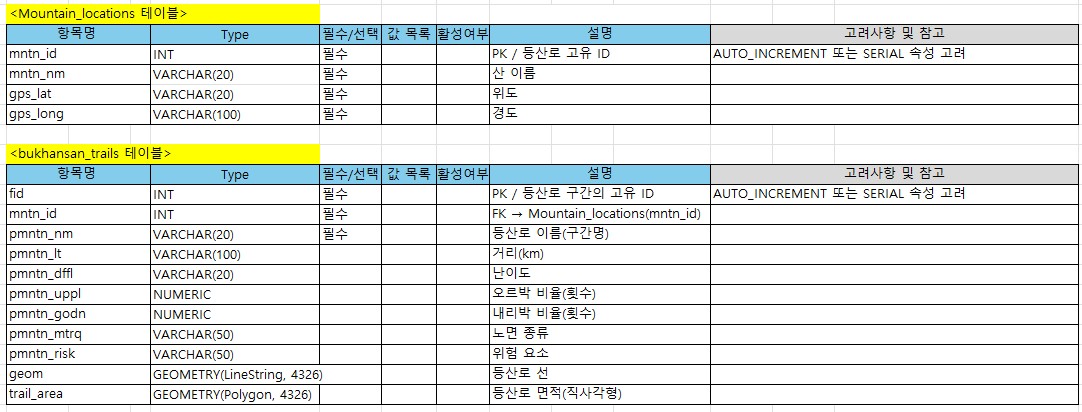 <Mountain_locations 테이블>
항목명 Type 필수/선택 값 목록 활성여부 설명 고려사항 및 참고
mntn_id INT 필수 PK / 등산로 고유 ID AUTO_INCREMENT 또는 SERIAL 속성 고려
mntn_nm VARCHAR(20) 필수 산 이름
gps_lat VARCHAR(20) 필수 위도
gps_long VARCHAR(100) 필수 경도
<bukhansan_trails 테이블>
항목명 Type 필수/선택 값 목록 활성여부 설명 고려사항 및 참고
fid INT 필수 PK / 등산로 구간의 고유 ID AUTO_INCREMENT 또는 SERIAL 속성 고려
mntn_id INT 필수 FK → Mountain_locations(mntn_id)
pmntn_nm VARCHAR(20) 필수 등산로 이름(구간명)
pmntn_lt VARCHAR(100) 거리(km)
pmntn_dffl VARCHAR(20) 난이도
pmntn_uppl NUMERIC 오르박 비율(횟수)
pmntn_godn NUMERIC 내리박 비율(횟수)
pmntn_mtrq VARCHAR(50) 노면 종류
pmntn_risk VARCHAR(50) 위험 요소
geom GEOMETRY(LineString, 4326) 등산로 선
trail_area GEOMETRY(Polygon, 4326) 등산로 면적(직사각형)